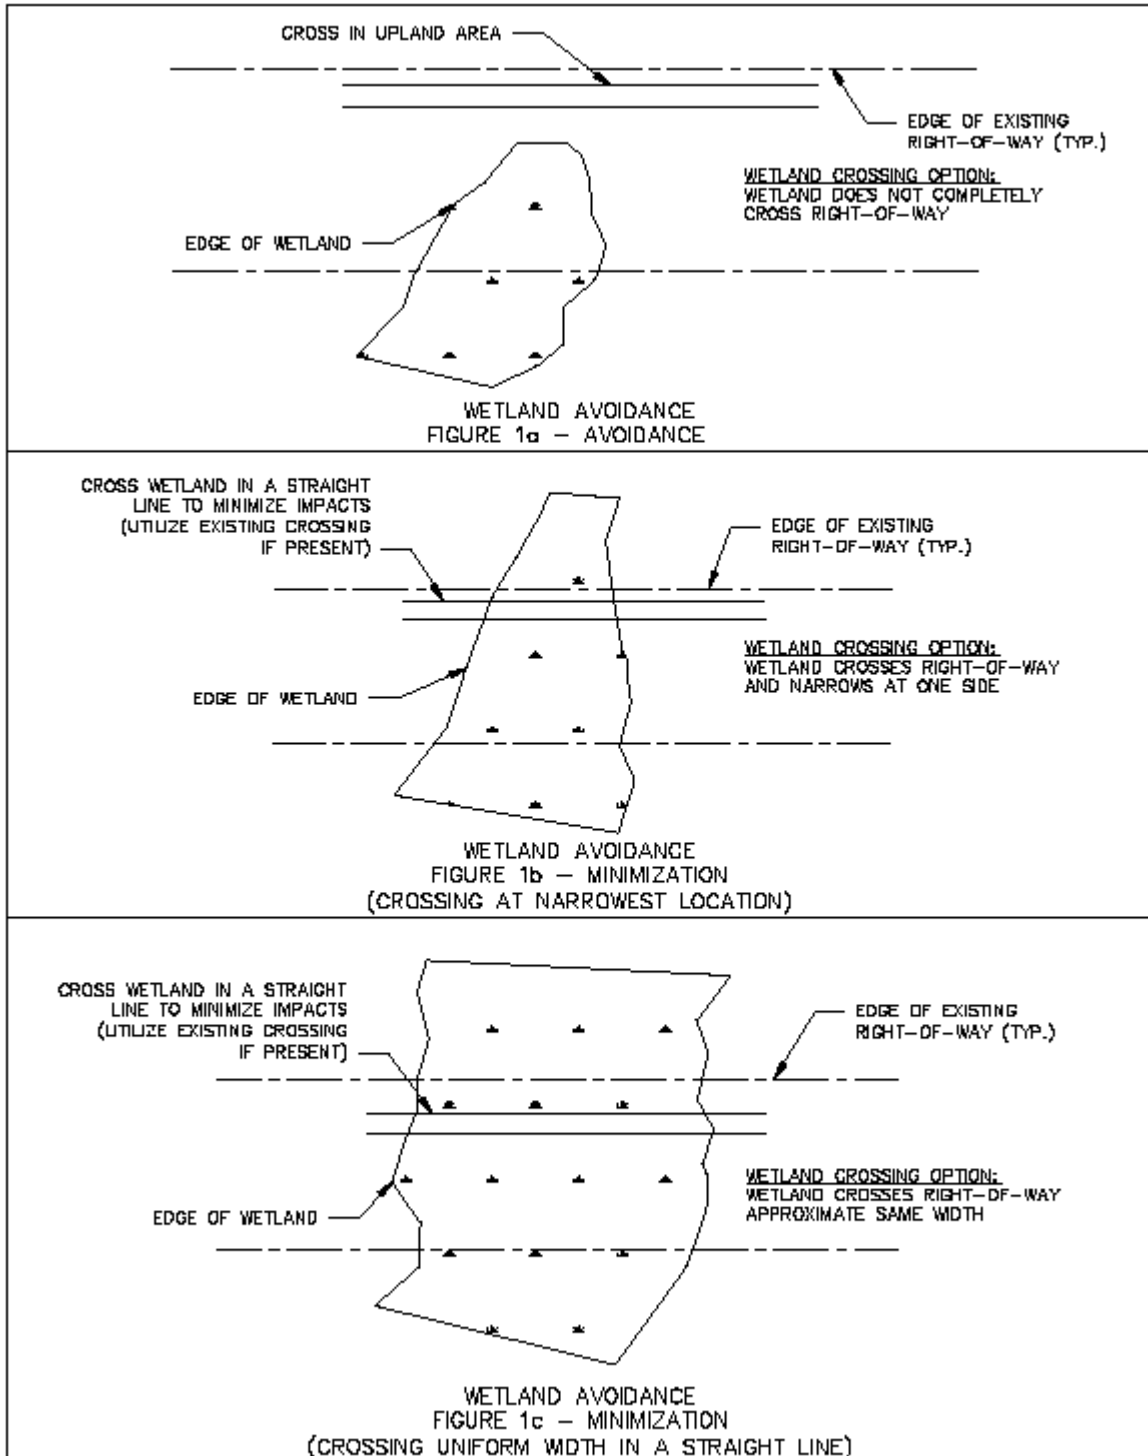 CROSS IN UPLAND AREA
EDGE OF EXISTING
RIGHT-OF-WAY (TYP.)
WETLAND CROSSING OPTION:
WETLAND DOES NOT COMPLETELY
CROSS RIGHT-OF-WAY
EDGE OF WETLAND
WETLAND AVOIDANCE
FIGURE 1a – AVOIDANCE
CROSS WETLAND IN A STRAIGHT
LINE TO MINIMIZE IMPACTS
(UTILIZE EXISTING CROSSING
IF PRESENT)
EDGE OF EXISTING
RIGHT-OF-WAY (TYP.)
WETLAND CROSSING OPTION:
WETLAND CROSSES RIGHT-OF-WAY
AND NARROWS AT ONE SIDE
EDGE OF WETLAND
WETLAND AVOIDANCE
FIGURE 1b – MINIMIZATION
(CROSSING AT NARROWEST LOCATION)
CROSS WETLAND IN A STRAIGHT
LINE TO MINIMIZE IMPACTS
(UTILIZE EXISTING CROSSING
IF PRESENT)
EDGE OF EXISTING
RIGHT-OF-WAY (TYP.)
WETLAND CROSSING OPTION:
WETLAND CROSSES RIGHT-OF-WAY
APPROXIMATE SAME WIDTH
EDGE OF WETLAND
WETLAND AVOIDANCE
FIGURE 1c – MINIMIZATION
(CROSSING UNIFORM WIDTH IN A STRAIGHT LINE)